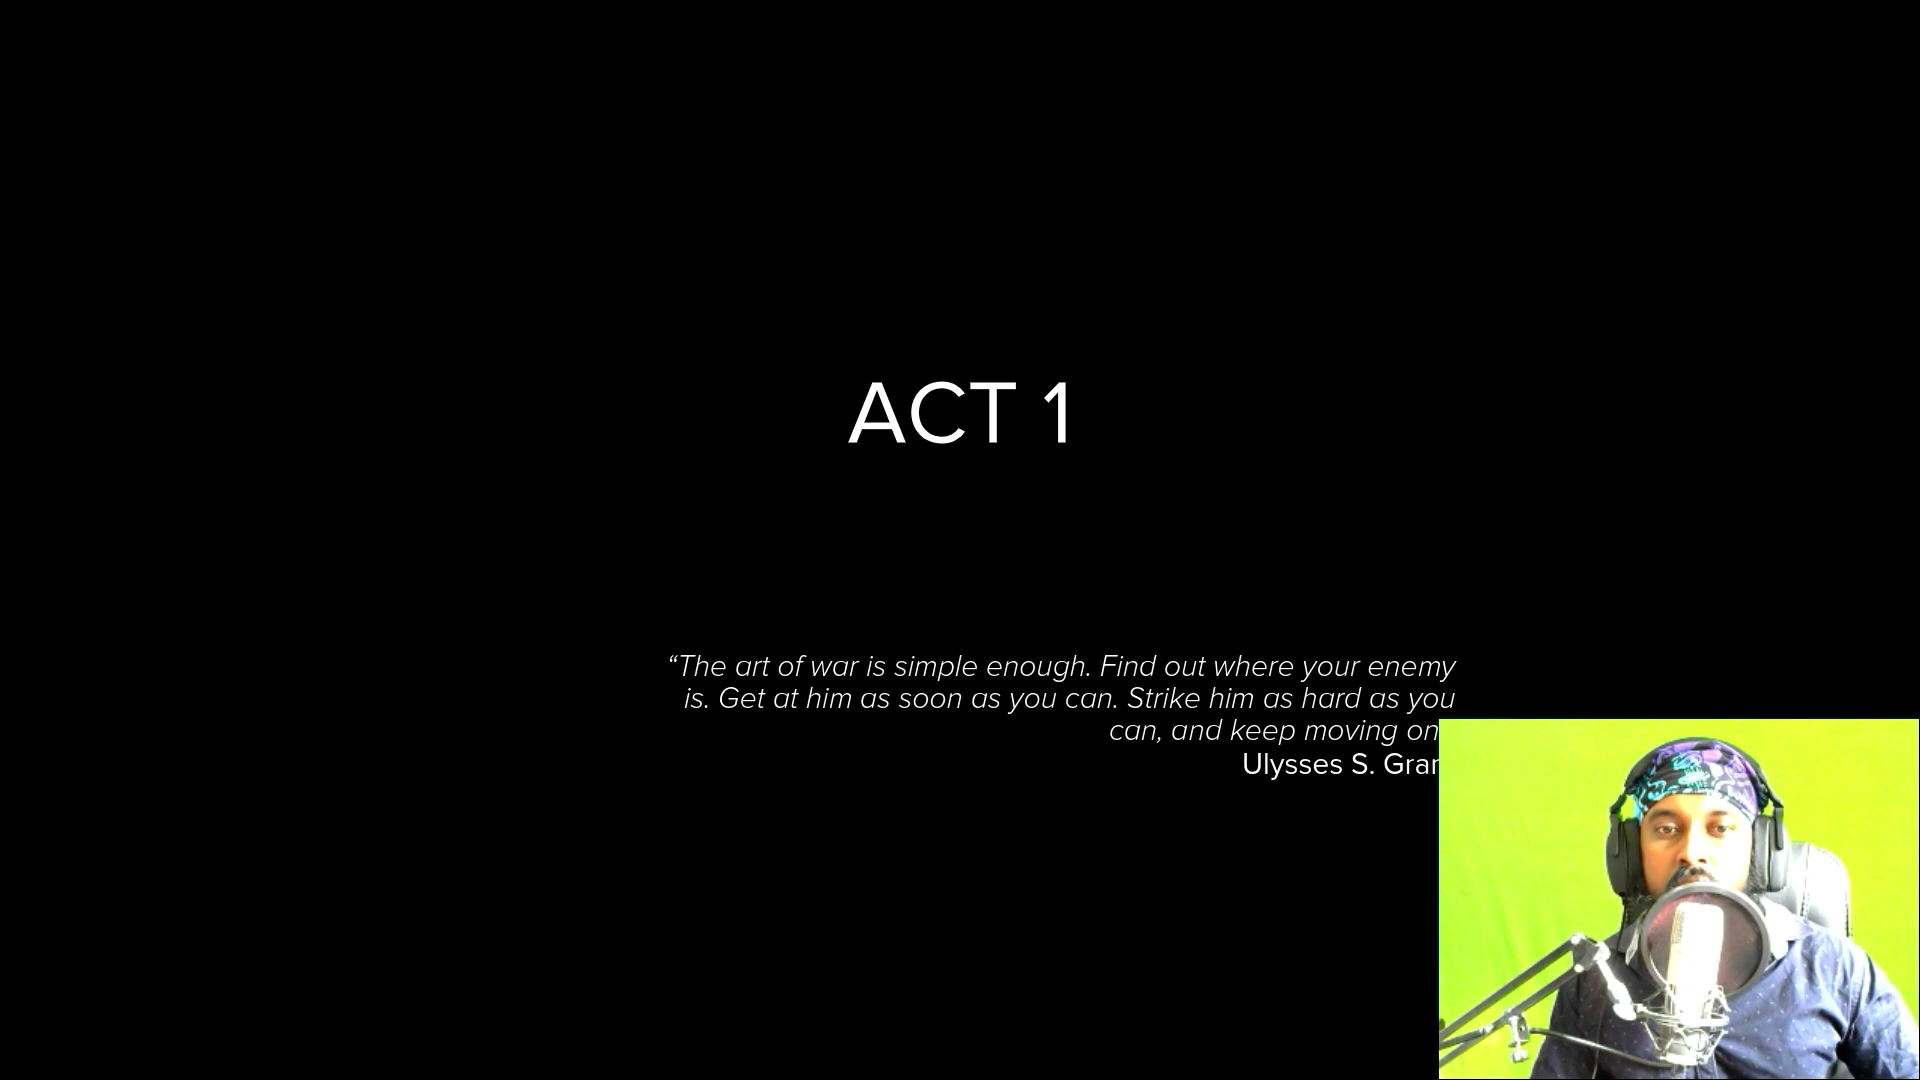 ACT 1
“The art of war is simple enough. Find out where your enemy
is. Get at him as soon as you can. Strike him as hard as you
can, and keep moving on
Ulysses S.